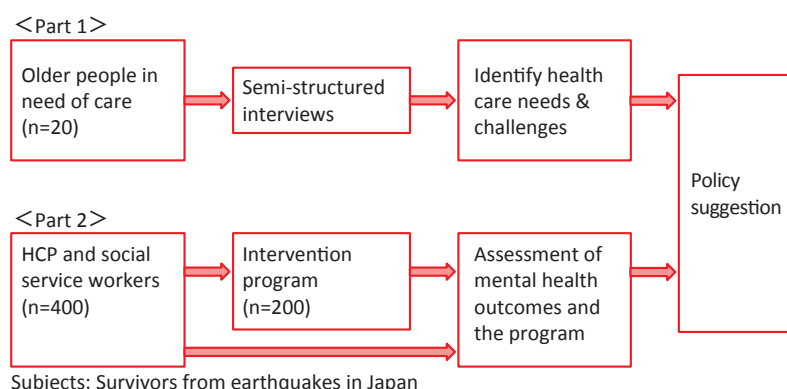 ＜Part 1＞
Older people in
need of care
(n=20)
Semi-structured
interviews
Identify health
care needs &
challenges
Policy
suggestion
＜Part 2＞
HCP and social
service workers
(n=400)
Intervention
program
(n=200)
Assessment of
mental health
outcomes and
the program
Subjects: Survivors from earthquakes in Japan